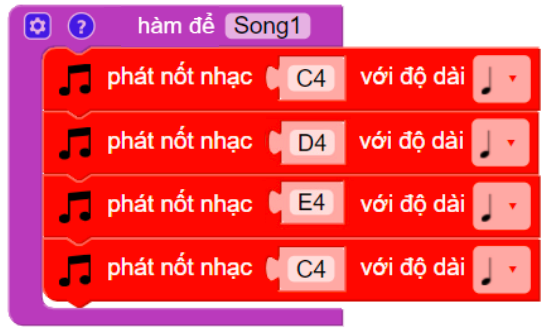 ? hàm để Song1
phát nốt nhạc C4 với độ dài
phát nốt nhạc D4 với độ dài
phát nốt nhạc E4 với độ dài
phát nốt nhạc C4 với độ dài